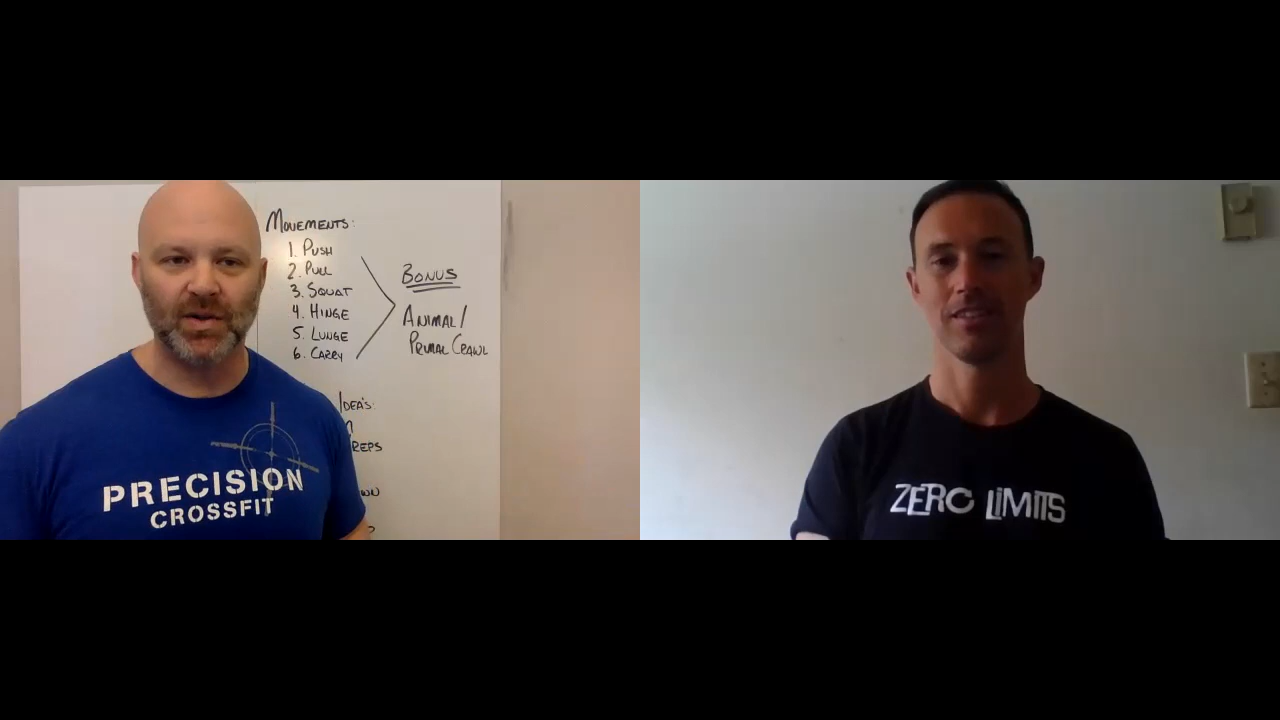 MOVEMENTS:
1. PUSH
2. PULL
3. SQUAT
4. HINGE
5. LUNGE
6. CARRY
BONUS
ANIMAL/
PRIMAL CRAWL
IDEA'S:
REPS
PRECISION
CROSSFIT
ZERO LIMITS